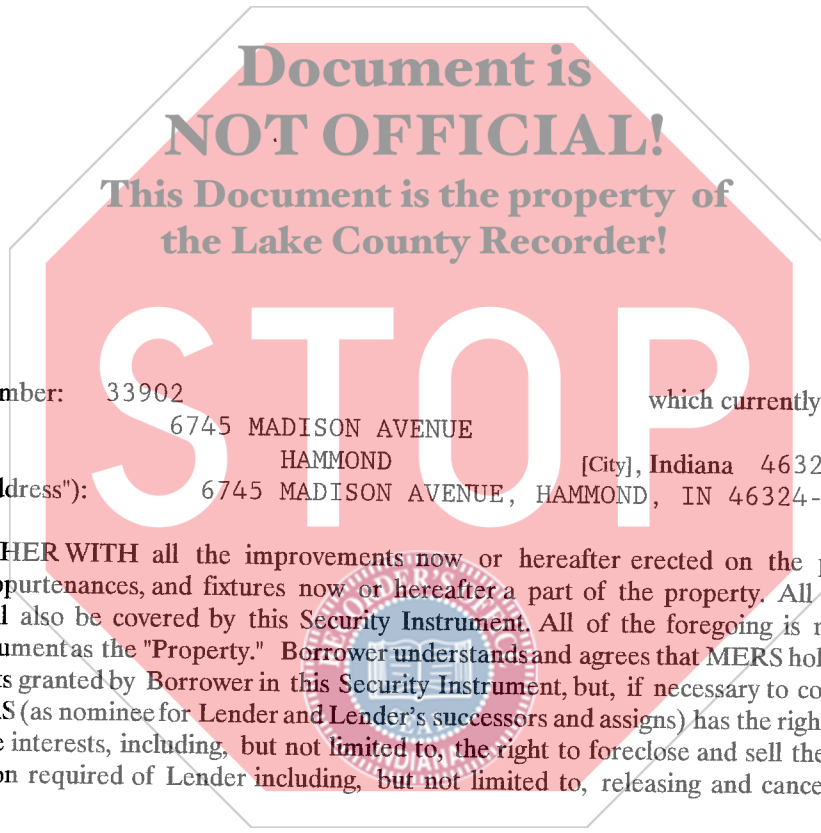 Document is
NOT OFFICIAL!
This Document is the property of
the Lake County Recorder!
STOP
mber: 33902 which currently
6745 MADISON AVENUE
HAMMOND [City], Indiana 4632
ddress"): 6745 MADISON AVENUE, HAMMOND, IN 46324-
HER WITH all the improvements now or hereafter erected on the p
ppurtenances, and fixtures now or hereafter a part of the property. All
l also be covered by this Security Instrument. All of the foregoing is r
ument as the "Property." Borrower understands and agrees that MERS hol
ts granted by Borrower in this Security Instrument, but, if necessary to co
S (as nominee for Lender and Lender's successors and assigns) has the righ
e interests, including, but not limited to, the right to foreclose and sell the
on required of Lender including, but not limited to, releasing and cance
RECORDER'S OFFIC
INDIANA